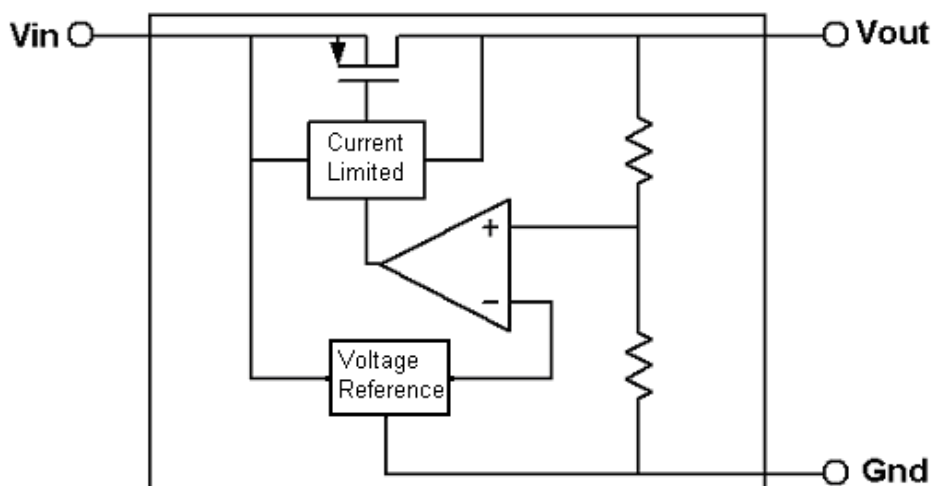 Vin
Vout
Current
Limited
+
−
Voltage
Reference
Gnd